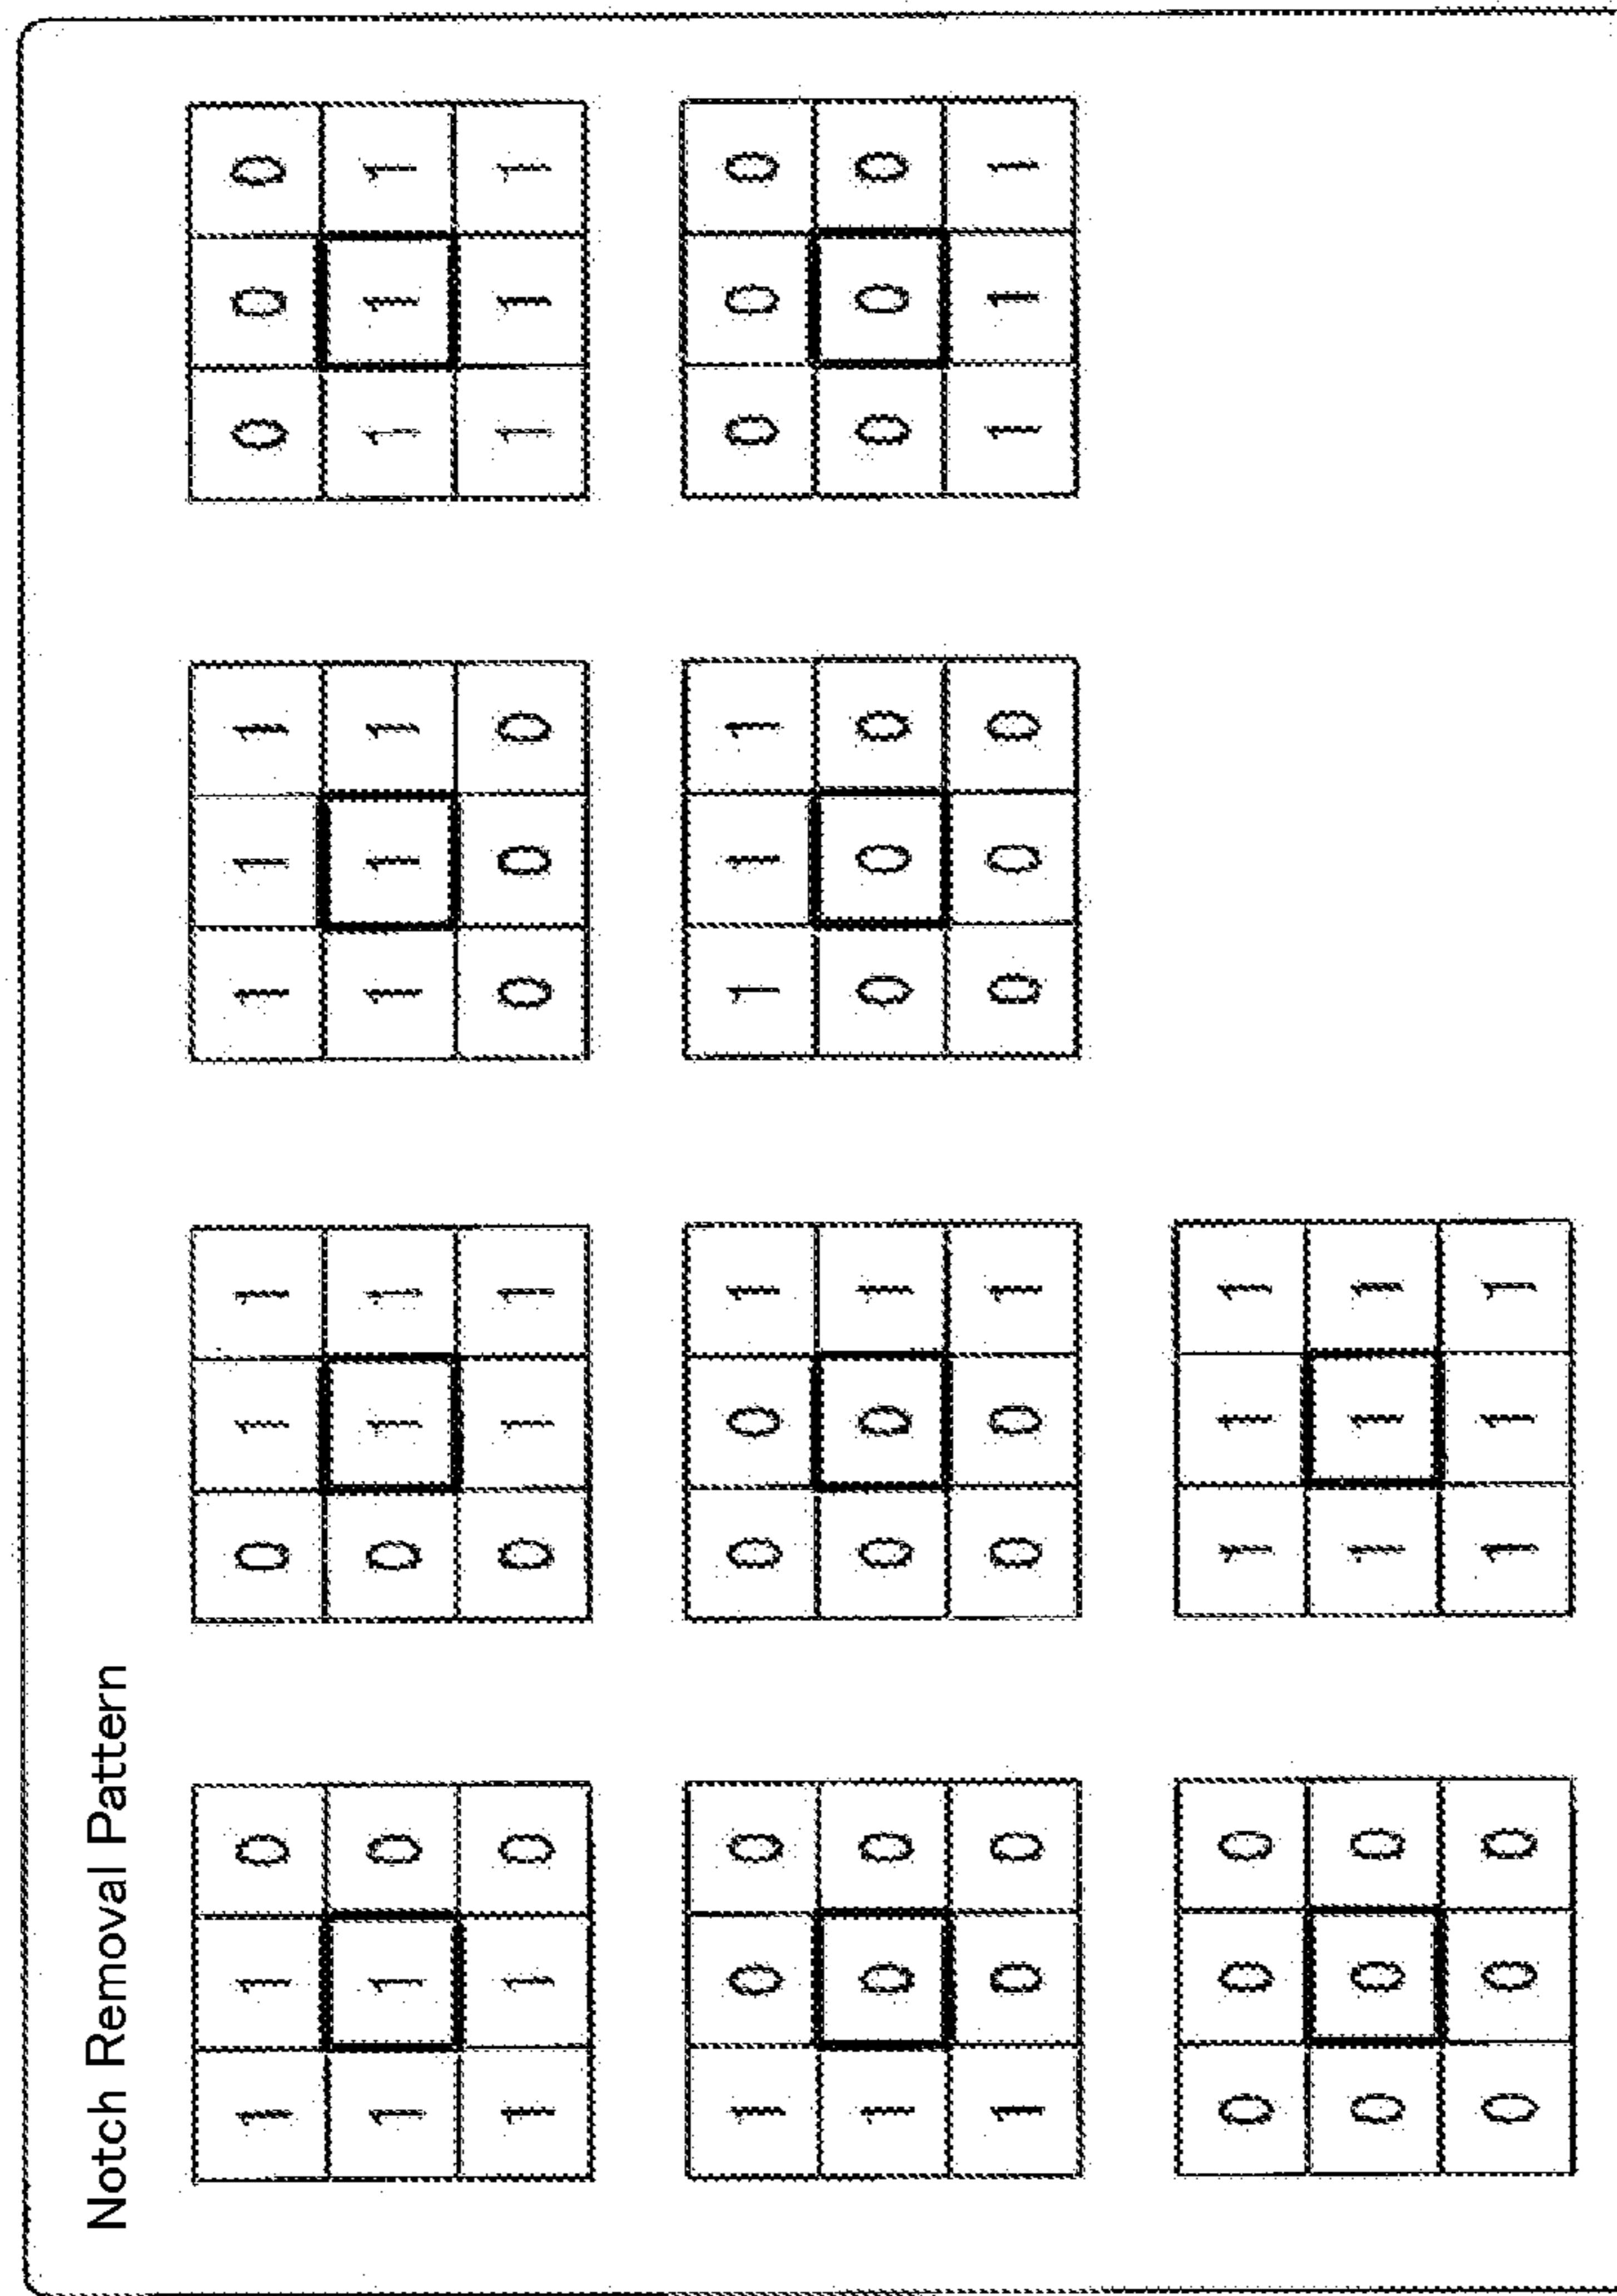 Notch Removal Pattern
1 1 0 0 1 1 1 1 1 0 0 0
1 1 0 0 1 1 1 1 1 1 1 1
1 1 0 0 1 1 0 0 0 1 1 1
1 0 0 0 0 1 1 1 1 0 0 0
1 0 0 0 0 1 0 0 0 0 0 0
1 0 0 0 0 1 0 0 0 1 1 1
0 0 0 1 1 1
0 0 0 1 1 1
0 0 0 1 1 1